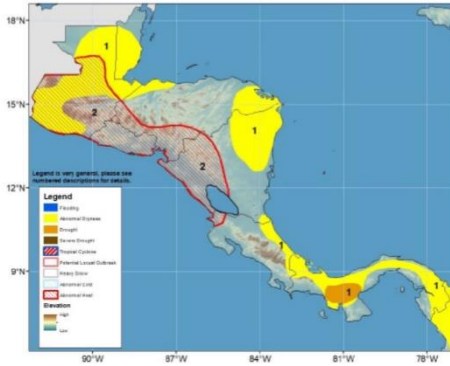 18°N
15°N
12°N
9°N
1
2
1
2
1
1
1
Legend is very general, please see
numbered descriptions for details.
Legend
Flooding
Abnormal Dryness
Drought
Severe Drought
Tropical Cyclone
Potential Locust Outbreak
Heavy Snow
Abnormal Cold
Abnormal Heat
Elevation
High
Low
90°W
87°W
84°W
81°W
78°W